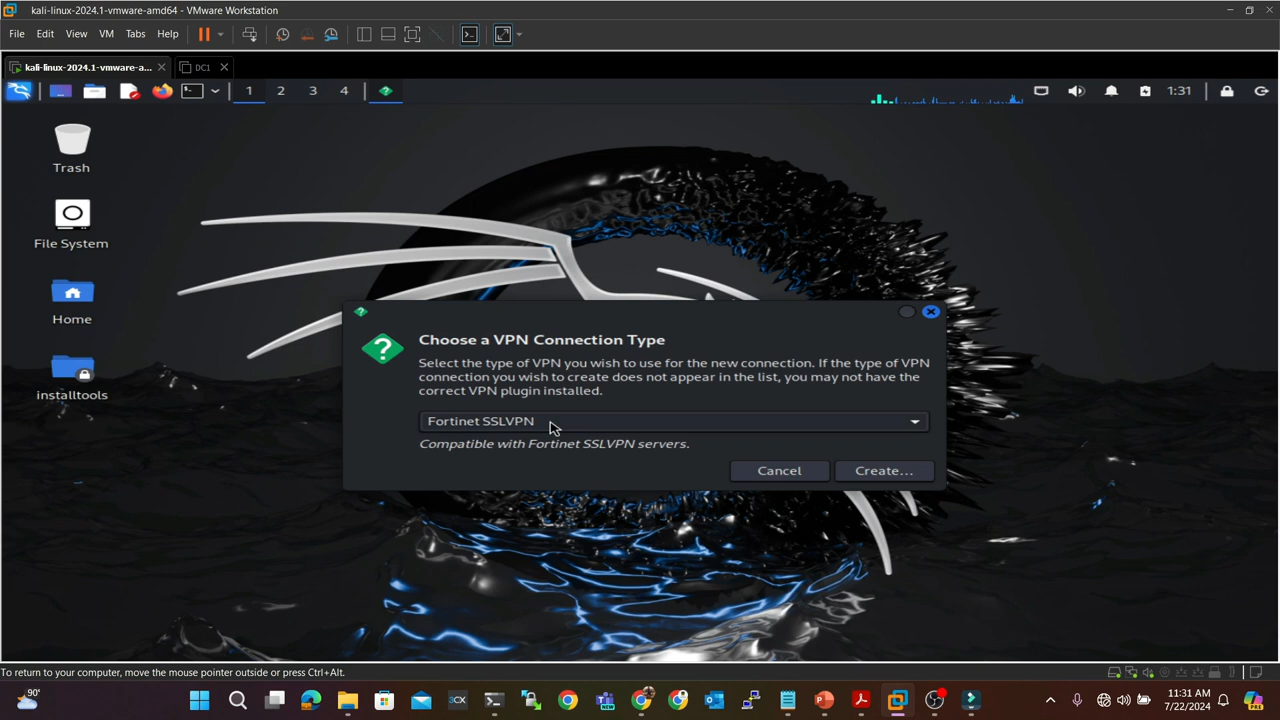 kali-linux-2024.1-vmware-amd64 - VMware Workstation
File Edit View VM Tabs Help
kali-linux-2024.1-vmware-a... DC1
1 2 3 4 1:31
Trash
File System
Home
installtools
Choose a VPN Connection Type
Select the type of VPN you wish to use for the new connection. If the type of VPN
connection you wish to create does not appear in the list, you may not have the
correct VPN plugin installed.
Fortinet SSLVPN
Compatible with Fortinet SSLVPN servers.
Cancel Create...
To return to your computer, move the mouse pointer outside or press Ctrl+Alt.
90°
11:31 AM
7/22/2024